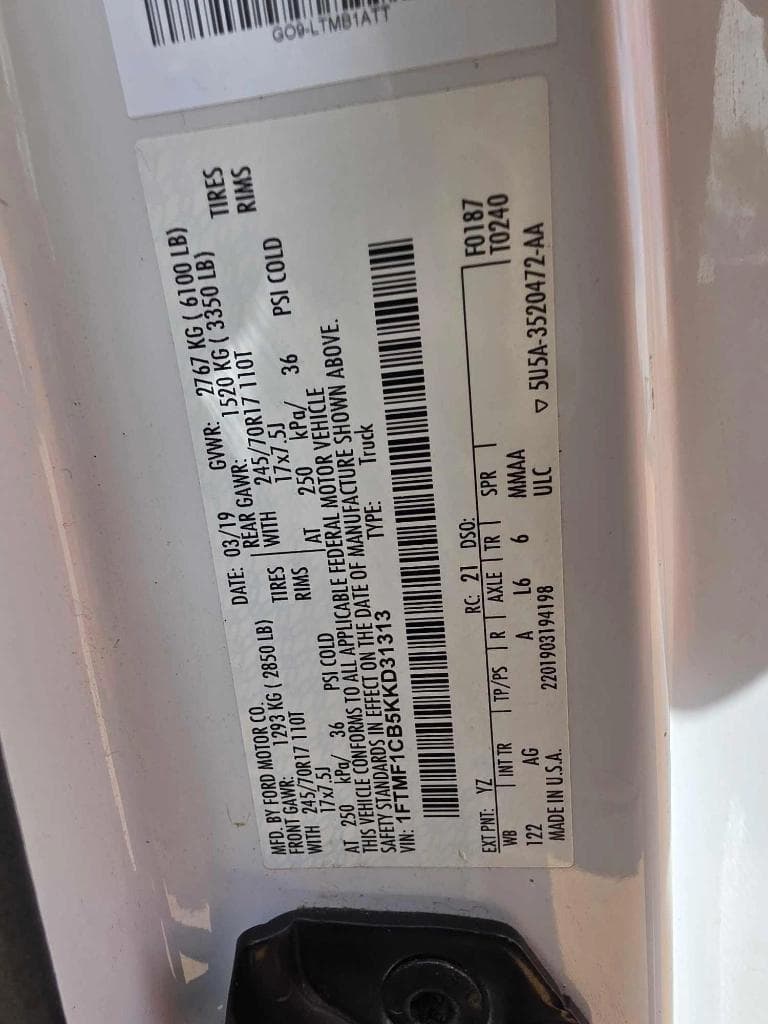 GO9-LTMB1ATT
MFD. BY FORD MOTOR CO. DATE: 03/19 GVWR: 2767 KG ( 6100 LB)
FRONT GAWR: 1293 KG ( 2850 LB) REAR GAWR: 1520 KG ( 3350 LB)
WITH 245/70R17 110T TIRES WITH 245/70R17 110T TIRES
17x7.5J RIMS 17x7.5J RIMS
AT 250 kPa/ 36 PSI COLD AT 250 kPa/ 36 PSI COLD
THIS VEHICLE CONFORMS TO ALL APPLICABLE FEDERAL MOTOR VEHICLE
SAFETY STANDARDS IN EFFECT ON THE DATE OF MANUFACTURE SHOWN ABOVE.
VIN: 1FTMF1CB5KKD31313 TYPE: Truck
F0187
EXT PNT: YZ RC: 21 DSO: T0240
WB INT TR TP/PS R AXLE TR SPR
122 AG A L6 6 MMAA
MADE IN U.S.A. 2201903194198 ULC ▽ 5U5A-3520472-AA